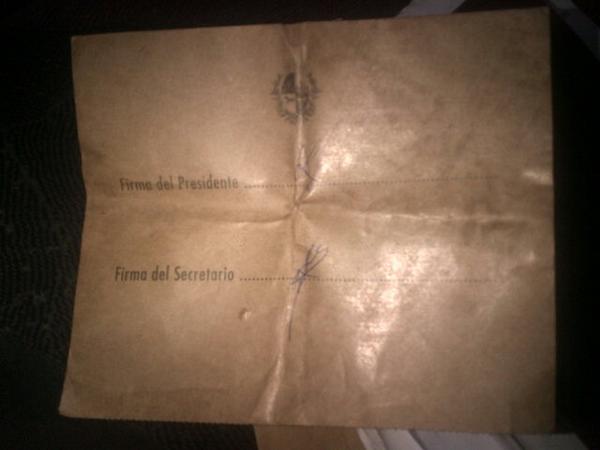 Firma del Presidente ..............................
Firma del Secretario ..............................